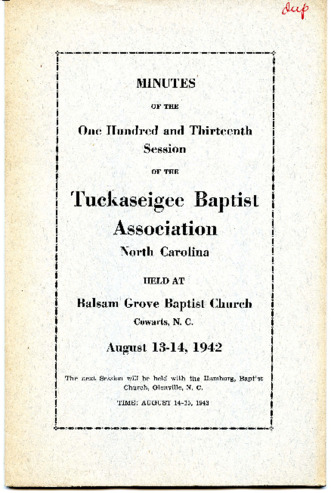 dup
MINUTES
OF THE
One Hundred and Thirteenth
Session
OF THE
Tuckaseigee Baptist
Association
North Carolina
HELD AT
Balsam Grove Baptist Church
Cowarts, N. C.
August 13-14, 1942
The next Session will be held with the Hamburg, Baptist
Church, Glenville, N. C.
TIME: AUGUST 14-15, 1943